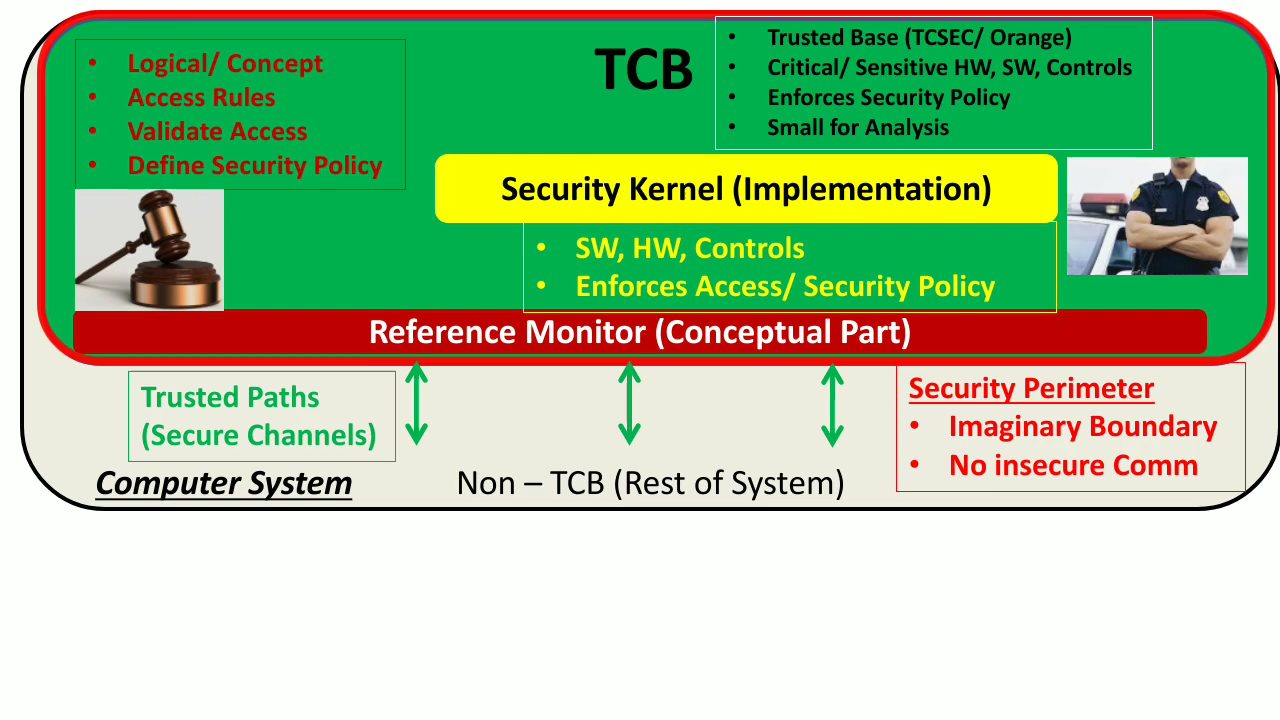 • Logical/ Concept
• Access Rules
• Validate Access
• Define Security Policy
TCB
• Trusted Base (TCSEC/ Orange)
• Critical/ Sensitive HW, SW, Controls
• Enforces Security Policy
• Small for Analysis
Security Kernel (Implementation)
• SW, HW, Controls
• Enforces Access/ Security Policy
Reference Monitor (Conceptual Part)
Trusted Paths
(Secure Channels)
Security Perimeter
• Imaginary Boundary
• No insecure Comm
Computer System
Non – TCB (Rest of System)